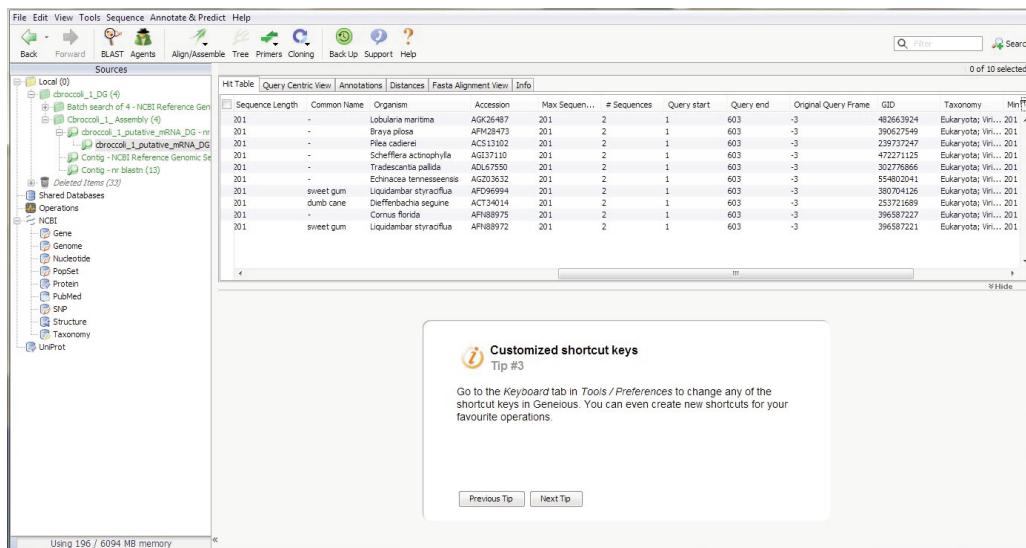 File Edit View Tools Sequence Annotate & Predict Help
Back Forward BLAST Agents Align/Assemble Tree Primers Cloning Back Up Support Help Filter Searc
Sources
0 of 10 selected
Local (0)
cbroccoli_1_DG (4)
Batch search of 4 - NCBI Reference Gen
Cbroccoli_1_ Assembly (4)
cbroccoli_1_putative_mRNA_DG - nr
cbroccoli_1_putative_mRNA_DG
Contig - NCBI Reference Genomic Se
Contig - nr blastn (13)
Deleted Items (33)
Shared Databases
Operations
NCBI
Gene
Genome
Nucleotide
PopSet
Protein
PubMed
SNP
Structure
Taxonomy
UniProt
Using 196 / 6094 MB memory
Hit Table Query Centric View Annotations Distances Fasta Alignment View Info
Sequence Length Common Name Organism Accession Max Sequen... # Sequences Query start Query end Original Query Frame GID Taxonomy Min
201 - Lobularia maritima AGK26487 201 2 1 603 -3 482663924 Eukaryota; Viri... 201
201 - Braya pilosa AFM28473 201 2 1 603 -3 390627549 Eukaryota; Viri... 201
201 - Pilea cadierei ACS13102 201 2 1 603 -3 239737247 Eukaryota; Viri... 201
201 - Schefflera actinophylla AGI37110 201 2 1 603 -3 472271125 Eukaryota; Viri... 201
201 - Tradescantia pallida ADL67550 201 2 1 603 -3 302776866 Eukaryota; Viri... 201
201 - Echinacea tennesseensis AGZ03632 201 2 1 603 -3 554802041 Eukaryota; Viri... 201
201 sweet gum Liquidambar styraciflua AFD96994 201 2 1 603 -3 380704126 Eukaryota; Viri... 201
201 dumb cane Dieffenbachia seguine ACT34014 201 2 1 603 -3 253721689 Eukaryota; Viri... 201
201 - Cornus florida AFN88975 201 2 1 603 -3 396587227 Eukaryota; Viri... 201
201 sweet gum Liquidambar styraciflua AFN88972 201 2 1 603 -3 396587221 Eukaryota; Viri... 201
Hide
Customized shortcut keys
Tip #3
Go to the Keyboard tab in Tools / Preferences to change any of the
shortcut keys in Geneious. You can even create new shortcuts for your
favourite operations.
Previous Tip Next Tip